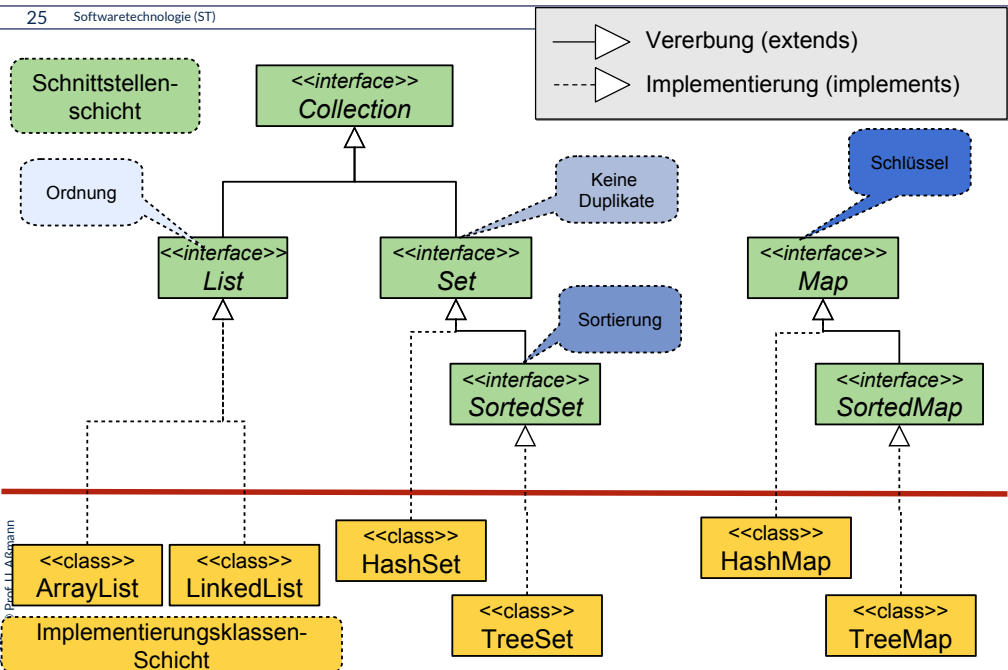 25 Softwaretechnologie (ST)
Vererbung (extends)
Implementierung (implements)
Schnittstellen-
schicht
<<interface>>
Collection
Ordnung
Keine
Duplikate
Schlüssel
<<interface>>
List
<<interface>>
Set
<<interface>>
Map
Sortierung
<<interface>>
SortedSet
<<interface>>
SortedMap
<<class>>
ArrayList
<<class>>
LinkedList
<<class>>
HashSet
<<class>>
HashMap
<<class>>
TreeSet
<<class>>
TreeMap
Implementierungsklassen-
Schicht
Prof. U. Aßmann